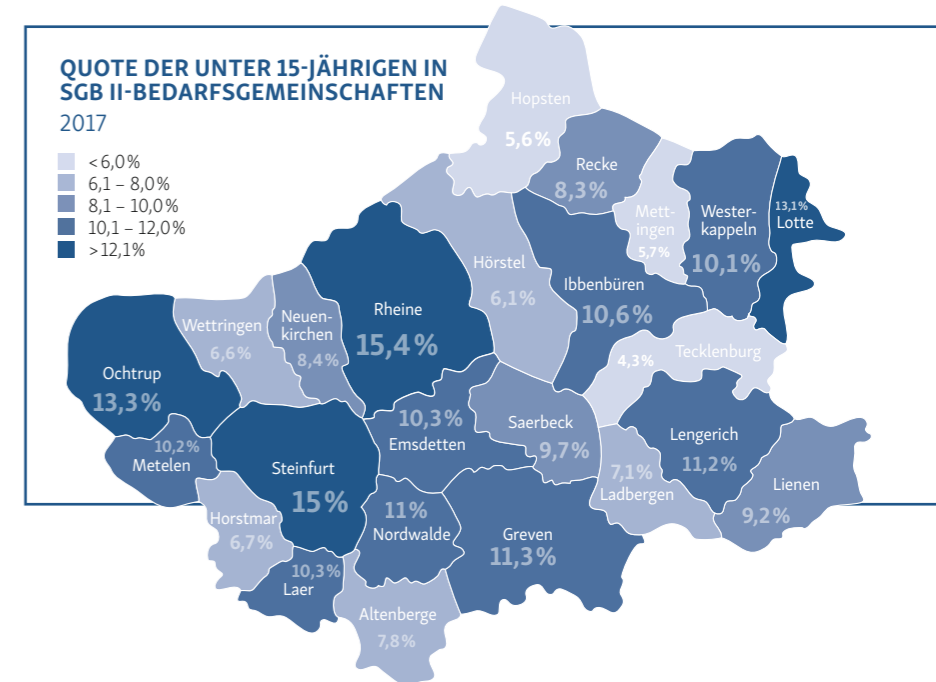 QUOTE DER UNTER 15-JÄHRIGEN IN
SGB II-BEDARFSGEMEINSCHAFTEN
2017
<6,0%
6,1 – 8,0%
8,1 – 10,0%
10,1 – 12,0%
>12,1%
Hopsten
5,6%
Recke
8,3%
Mett-
ingen
5,7%
Wester-
kappeln
10,1%
13,1%
Lotte
Hörstel
6,1%
Ibbenbüren
10,6%
Rheine
15,4%
Neuen-
kirchen
8,4%
Wettringen
6,6%
Ochtrup
13,3%
4,3%
Tecklenburg
10,2%
Metelen
Steinfurt
15%
10,3%
Emsdetten
Saerbeck
9,7%
7,1%
Ladbergen
Lengerich
11,2%
Lienen
9,2%
Horstmar
6,7%
11%
Nordwalde
Greven
11,3%
10,3%
Laer
Altenberge
7,8%